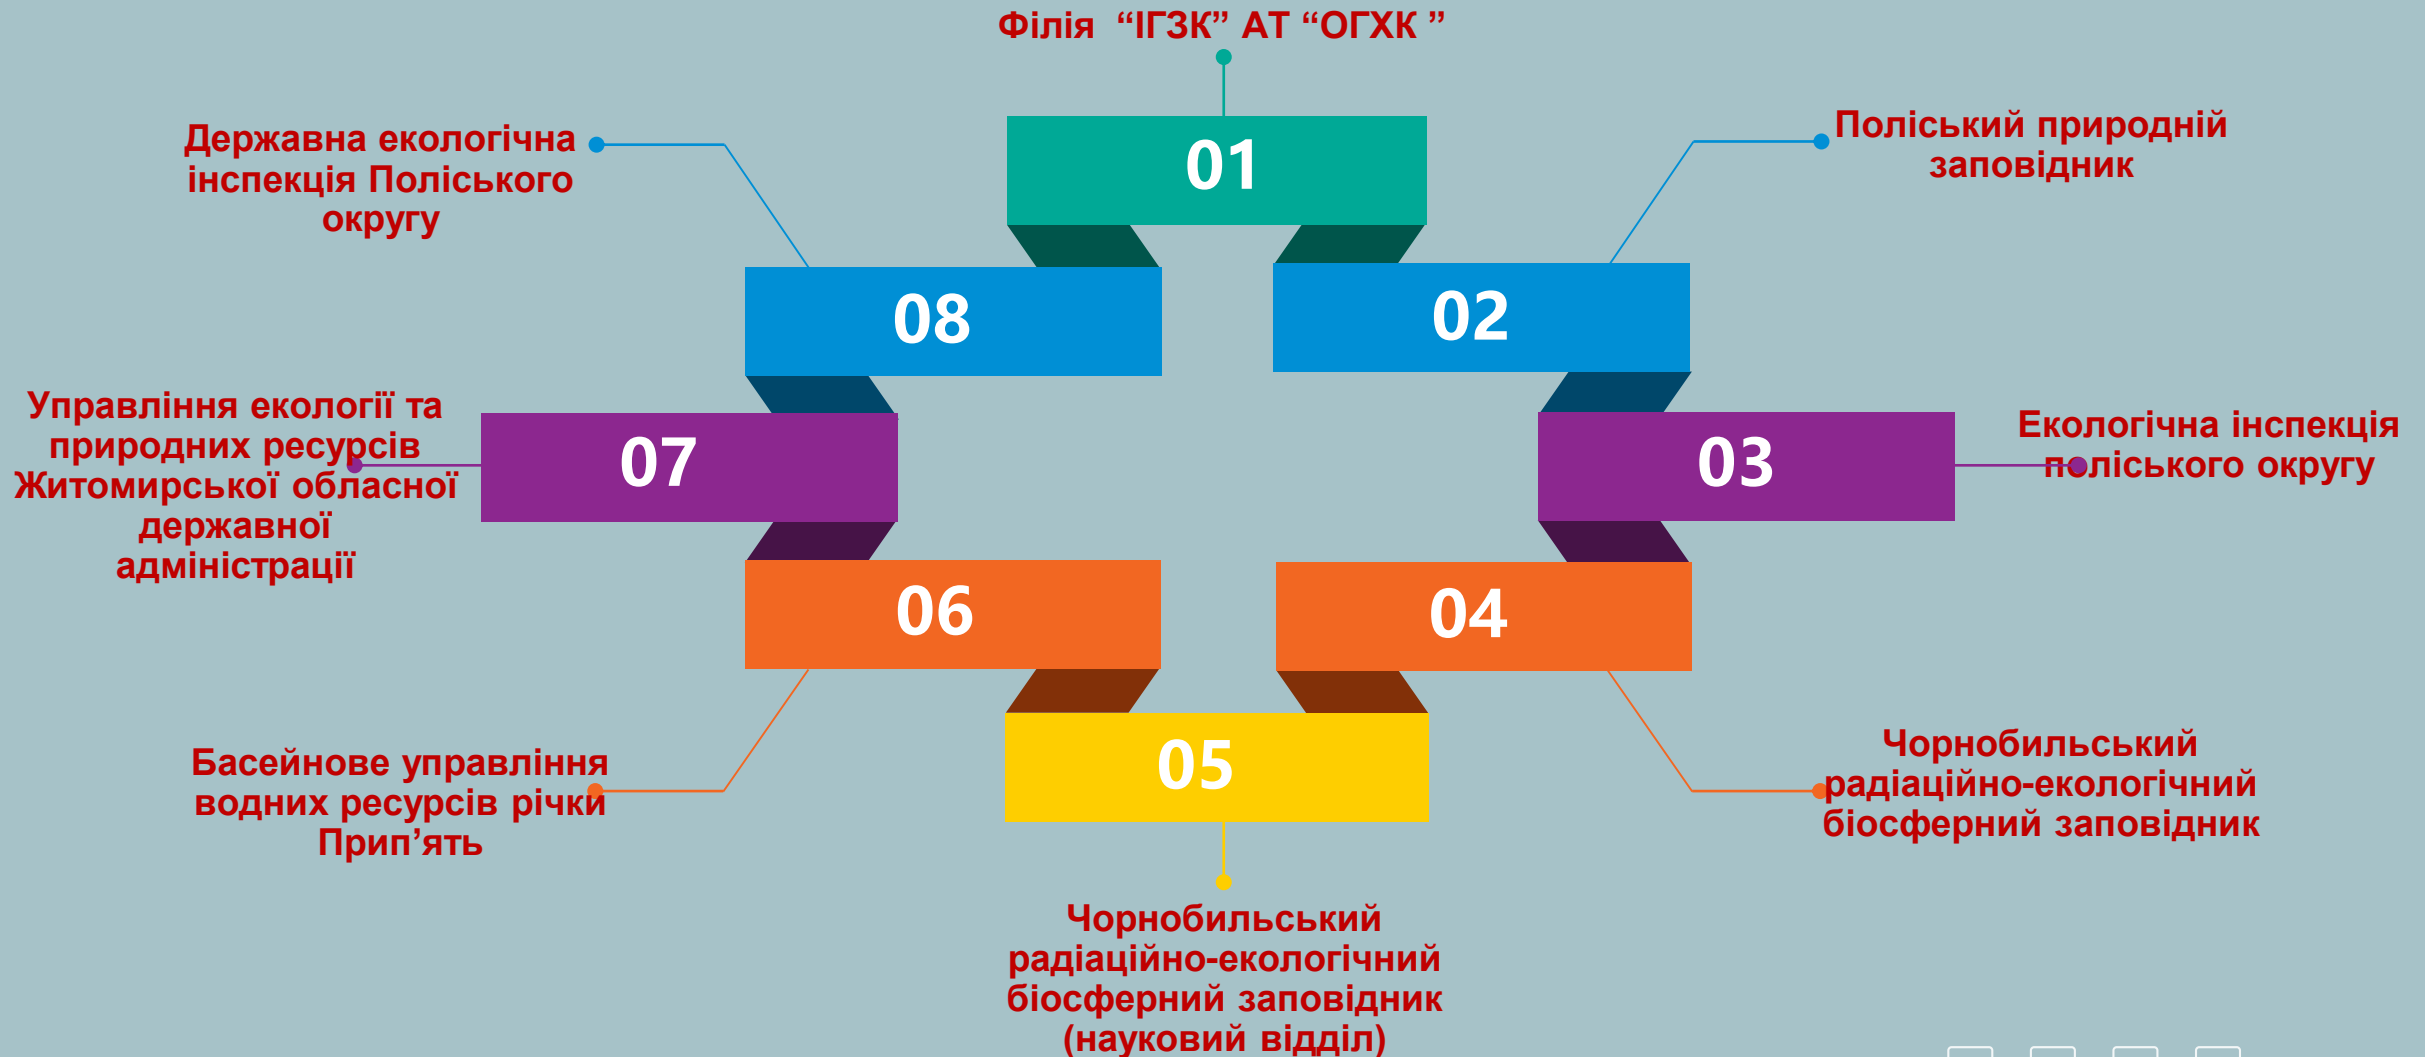 Філія “ІГЗК” АТ “ОГХК ”
01
Поліський природній
заповідник
02
Екологічна інспекція
поліського округу
03
Чорнобильський
радіаційно-екологічний
біосферний заповідник
04
05
Чорнобильський
радіаційно-екологічний
біосферний заповідник
(науковий відділ)
06
Басейнове управління
водних ресурсів річки
Прип’ять
07
Управління екології та
природних ресурсів
Житомирської обласної
державної
адміністрації
08
Державна екологічна
інспекція Поліського
округу